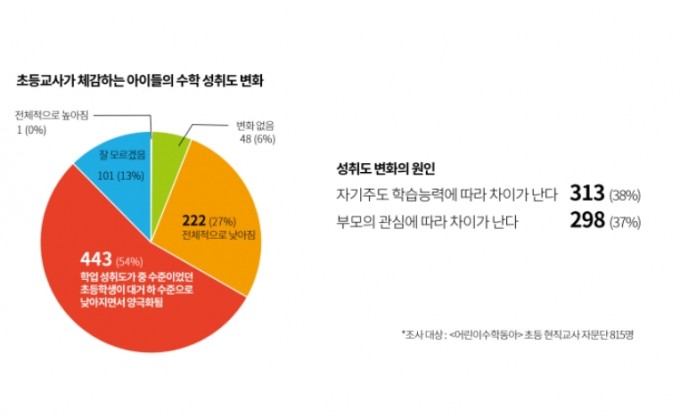 초등교사가 체감하는 아이들의 수학 성취도 변화
전체적으로 높아짐
1 (0%)
변화 없음
48 (6%)
잘 모르겠음
101 (13%)
222 (27%)
전체적으로 낮아짐
443 (54%)
학업 성취도가 중 수준이었던
초등학생이 대거 하 수준으로
낮아지면서 양극화됨
성취도 변화의 원인
자기주도 학습능력에 따라 차이가 난다 313 (38%)
부모의 관심에 따라 차이가 난다 298 (37%)
*조사 대상 : <어린이수학동아> 초등 현직교사 자문단 815명